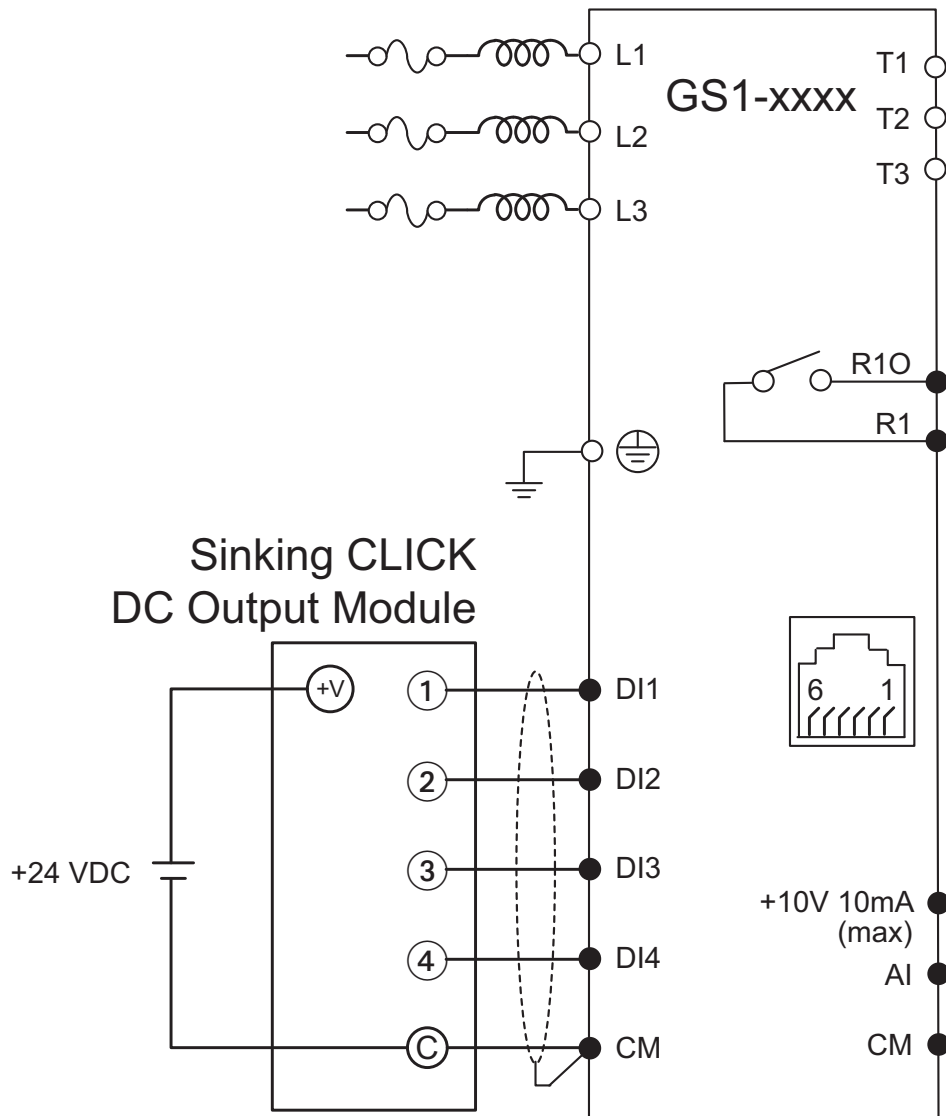 L1
GS1-xxxx
T1
L2
T2
L3
T3
R1O
R1
Sinking CLICK
DC Output Module
+V
1
DI1
6 1
2
DI2
+24 VDC
3
DI3
+10V 10mA
(max)
4
DI4
AI
C
CM
CM